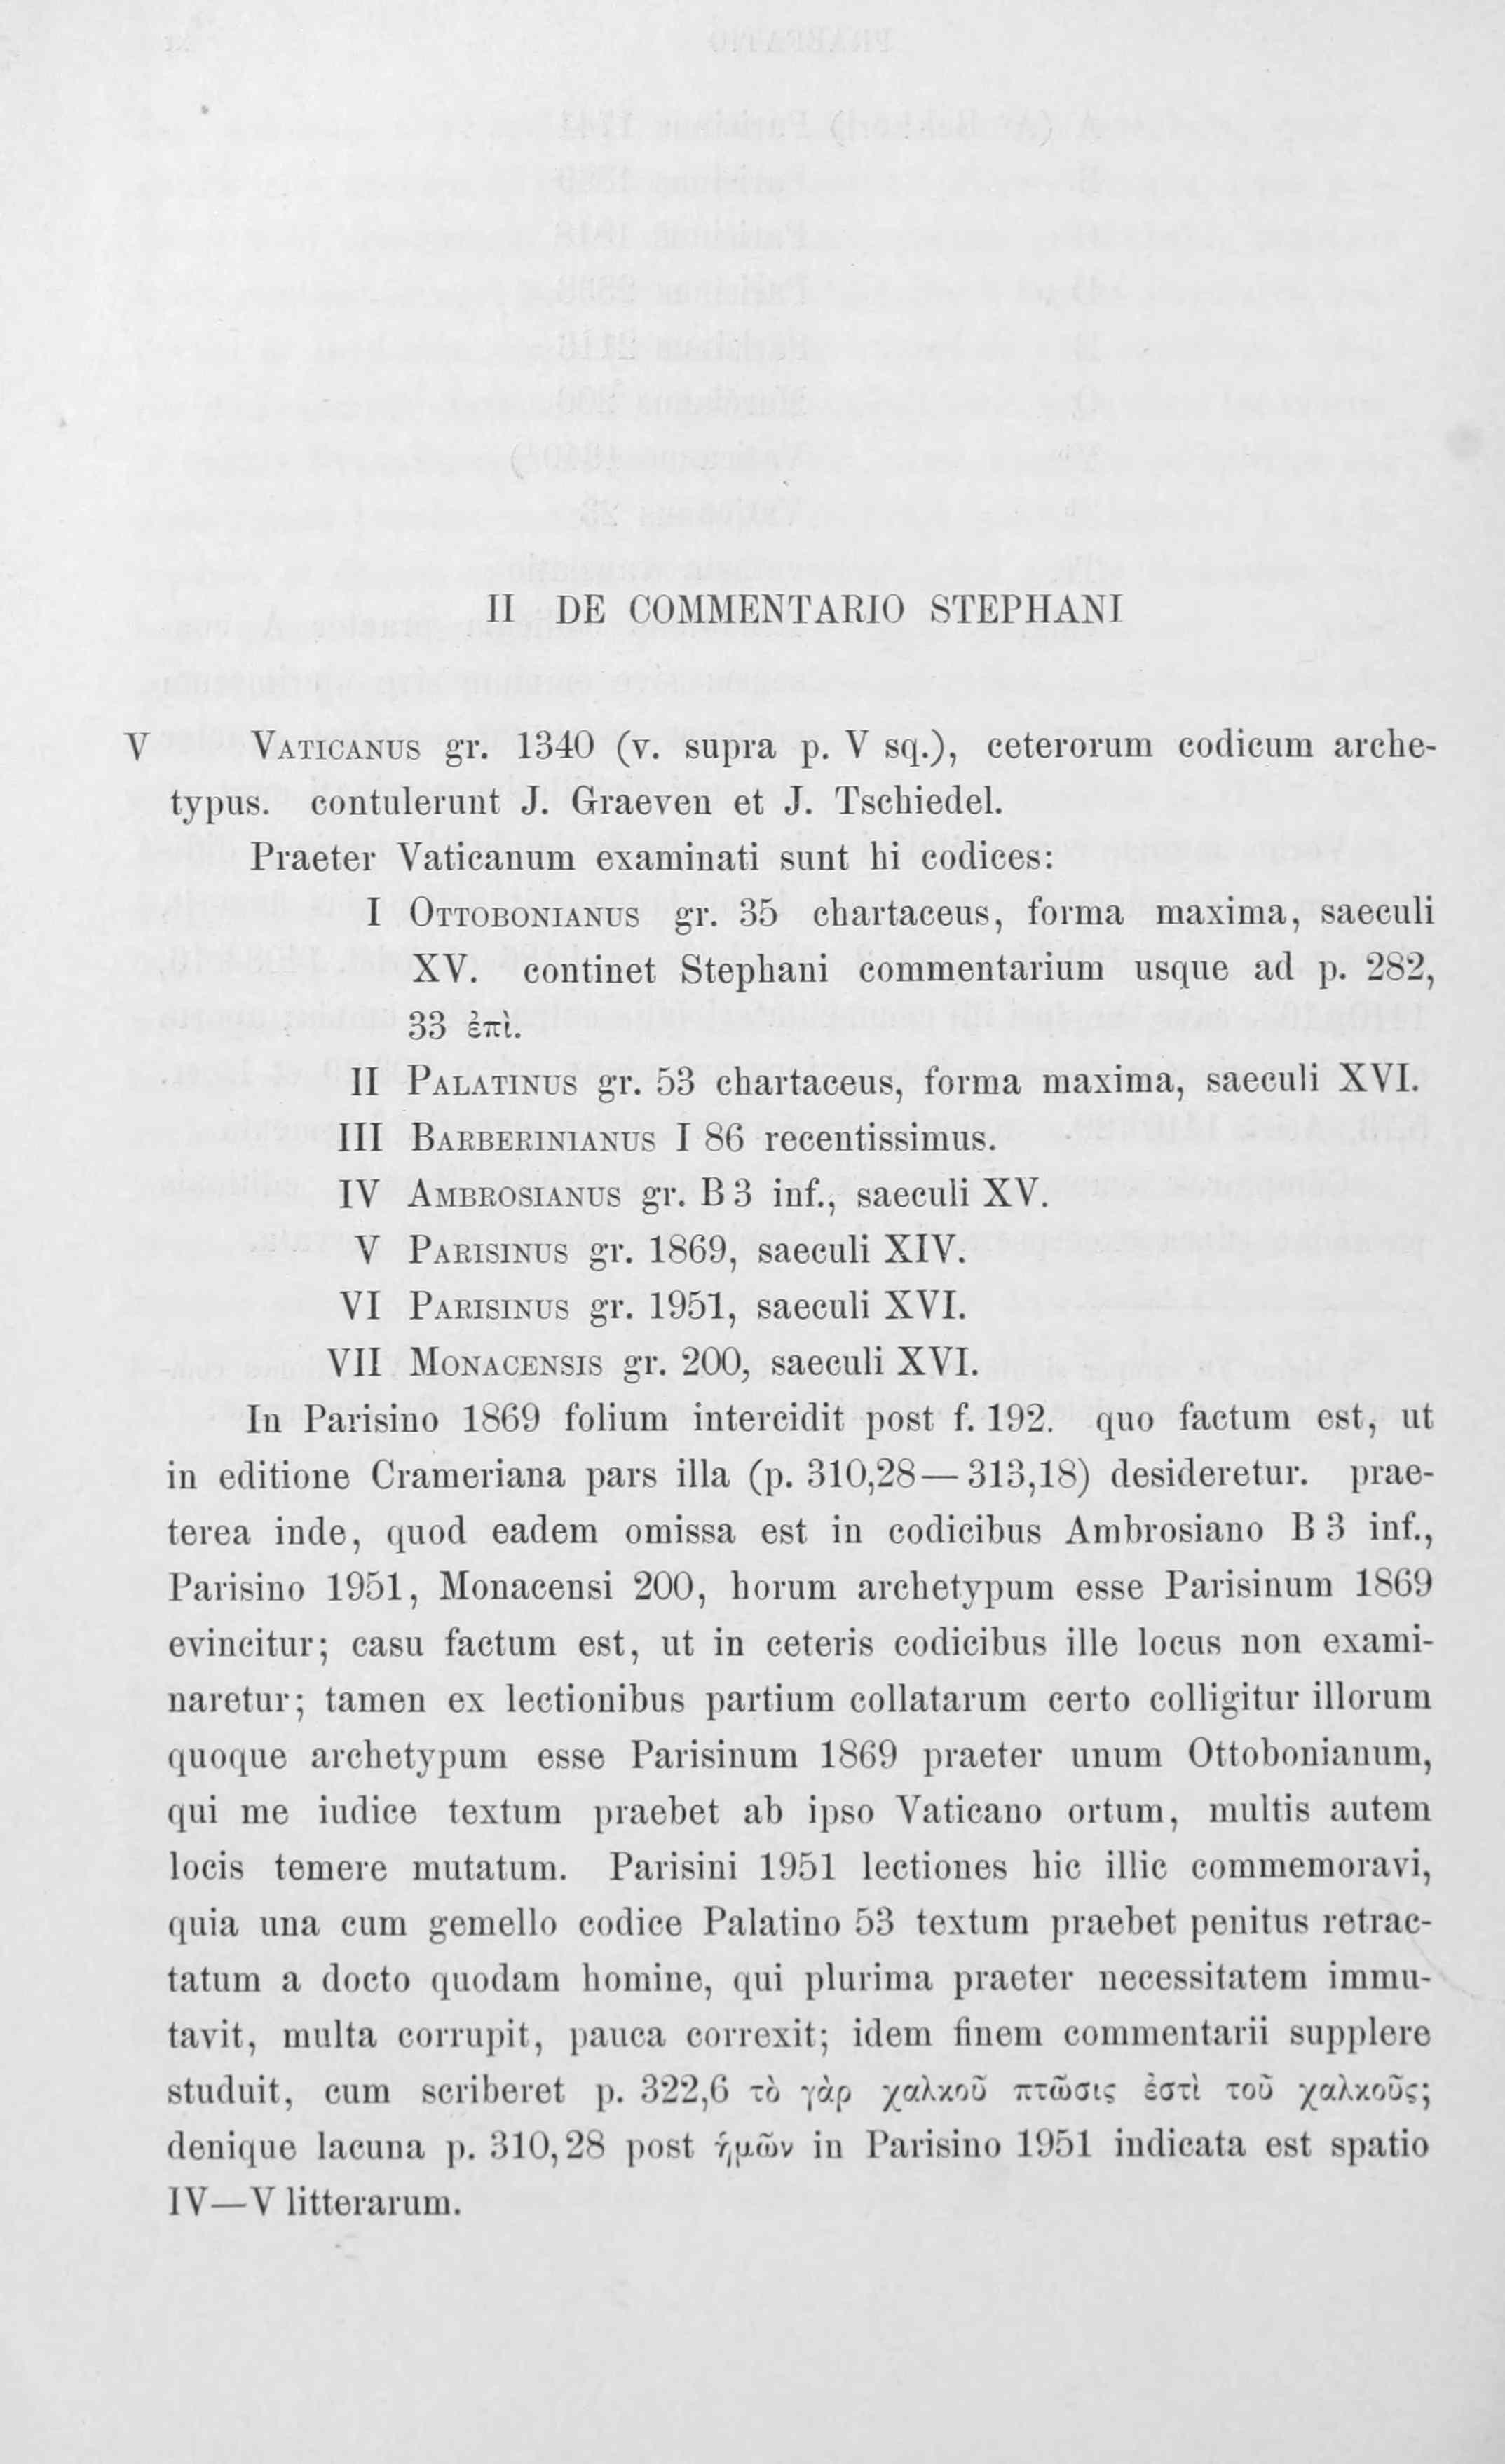 II DE COMMENTARIO STEPHANI
V VATICANUS gr. 1340 (v. supra p. V sq.), ceterorum codicum arche-
typus. contulerunt J. Graeven et J. Tschiedel.
Praeter Vaticanum examinati sunt hi codices:
I OTTOBONIANUS gr. 35 chartaceus, forma maxima, saeculi
XV. continet Stephani commentarium usque ad p. 282,
33 ἐπὶ.
II PALATINUS gr. 53 chartaceus, forma maxima, saeculi XVI.
III BARBERINIANUS I 86 recentissimus.
IV AMBROSIANUS gr. B 3 inf., saeculi XV.
V PARISINUS gr. 1869, saeculi XIV.
VI PARISINUS gr. 1951, saeculi XVI.
VII MONACENSIS gr. 200, saeculi XVI.
In Parisino 1869 folium intercidit post f. 192. quo factum est, ut
in editione Crameriana pars illa (p. 310,28—313,18) desideretur. prae-
terea inde, quod eadem omissa est in codicibus Ambrosiano B 3 inf.,
Parisino 1951, Monacensi 200, horum archetypum esse Parisinum 1869
evincitur; casu factum est, ut in ceteris codicibus ille locus non exami-
naretur; tamen ex lectionibus partium collatarum certo colligitur illorum
quoque archetypum esse Parisinum 1869 praeter unum Ottobonianum,
qui me iudice textum praebet ab ipso Vaticano ortum, multis autem
locis temere mutatum. Parisini 1951 lectiones hic illic commemoravi,
quia una cum gemello codice Palatino 53 textum praebet penitus retrac-
tatum a docto quodam homine, qui plurima praeter necessitatem immu-
tavit, multa corrupit, pauca correxit; idem finem commentarii supplere
studuit, cum scriberet p. 322,6 τὸ γὰρ χαλκοῦ πτῶσις ἐστὶ τοῦ χαλκοῦς;
denique lacuna p. 310,28 post ἡμῶν in Parisino 1951 indicata est spatio
IV—V litterarum.